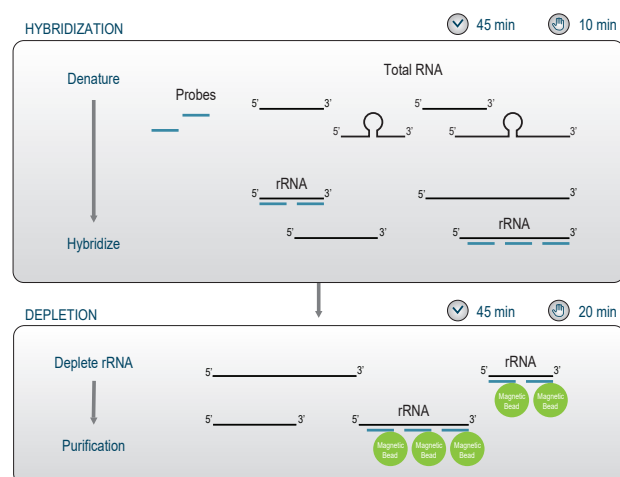 HYBRIDIZATION 45 min 10 min
Denature
Total RNA
Probes
5' 3' 5' 3'
5' 3' 5' 3'
rRNA
5' 3' 5' 3'
rRNA
5' 3' 5' 3'
Hybridize
DEPLETION 45 min 20 min
Deplete rRNA
rRNA
5' 3' 5' 3'
Magnetic Bead Magnetic Bead
rRNA
5' 3' 5' 3'
Purification
Magnetic Bead Magnetic Bead Magnetic Bead